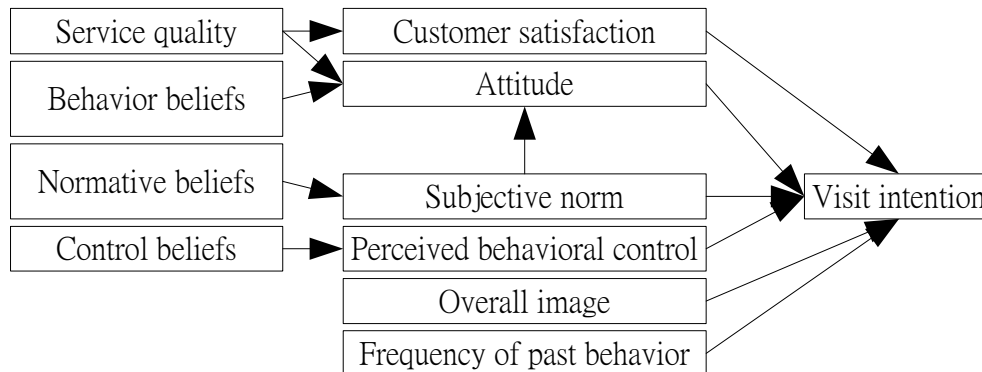 Service quality
Customer satisfaction
Behavior beliefs
Attitude
Normative beliefs
Subjective norm
Visit intention
Control beliefs
Perceived behavioral control
Overall image
Frequency of past behavior